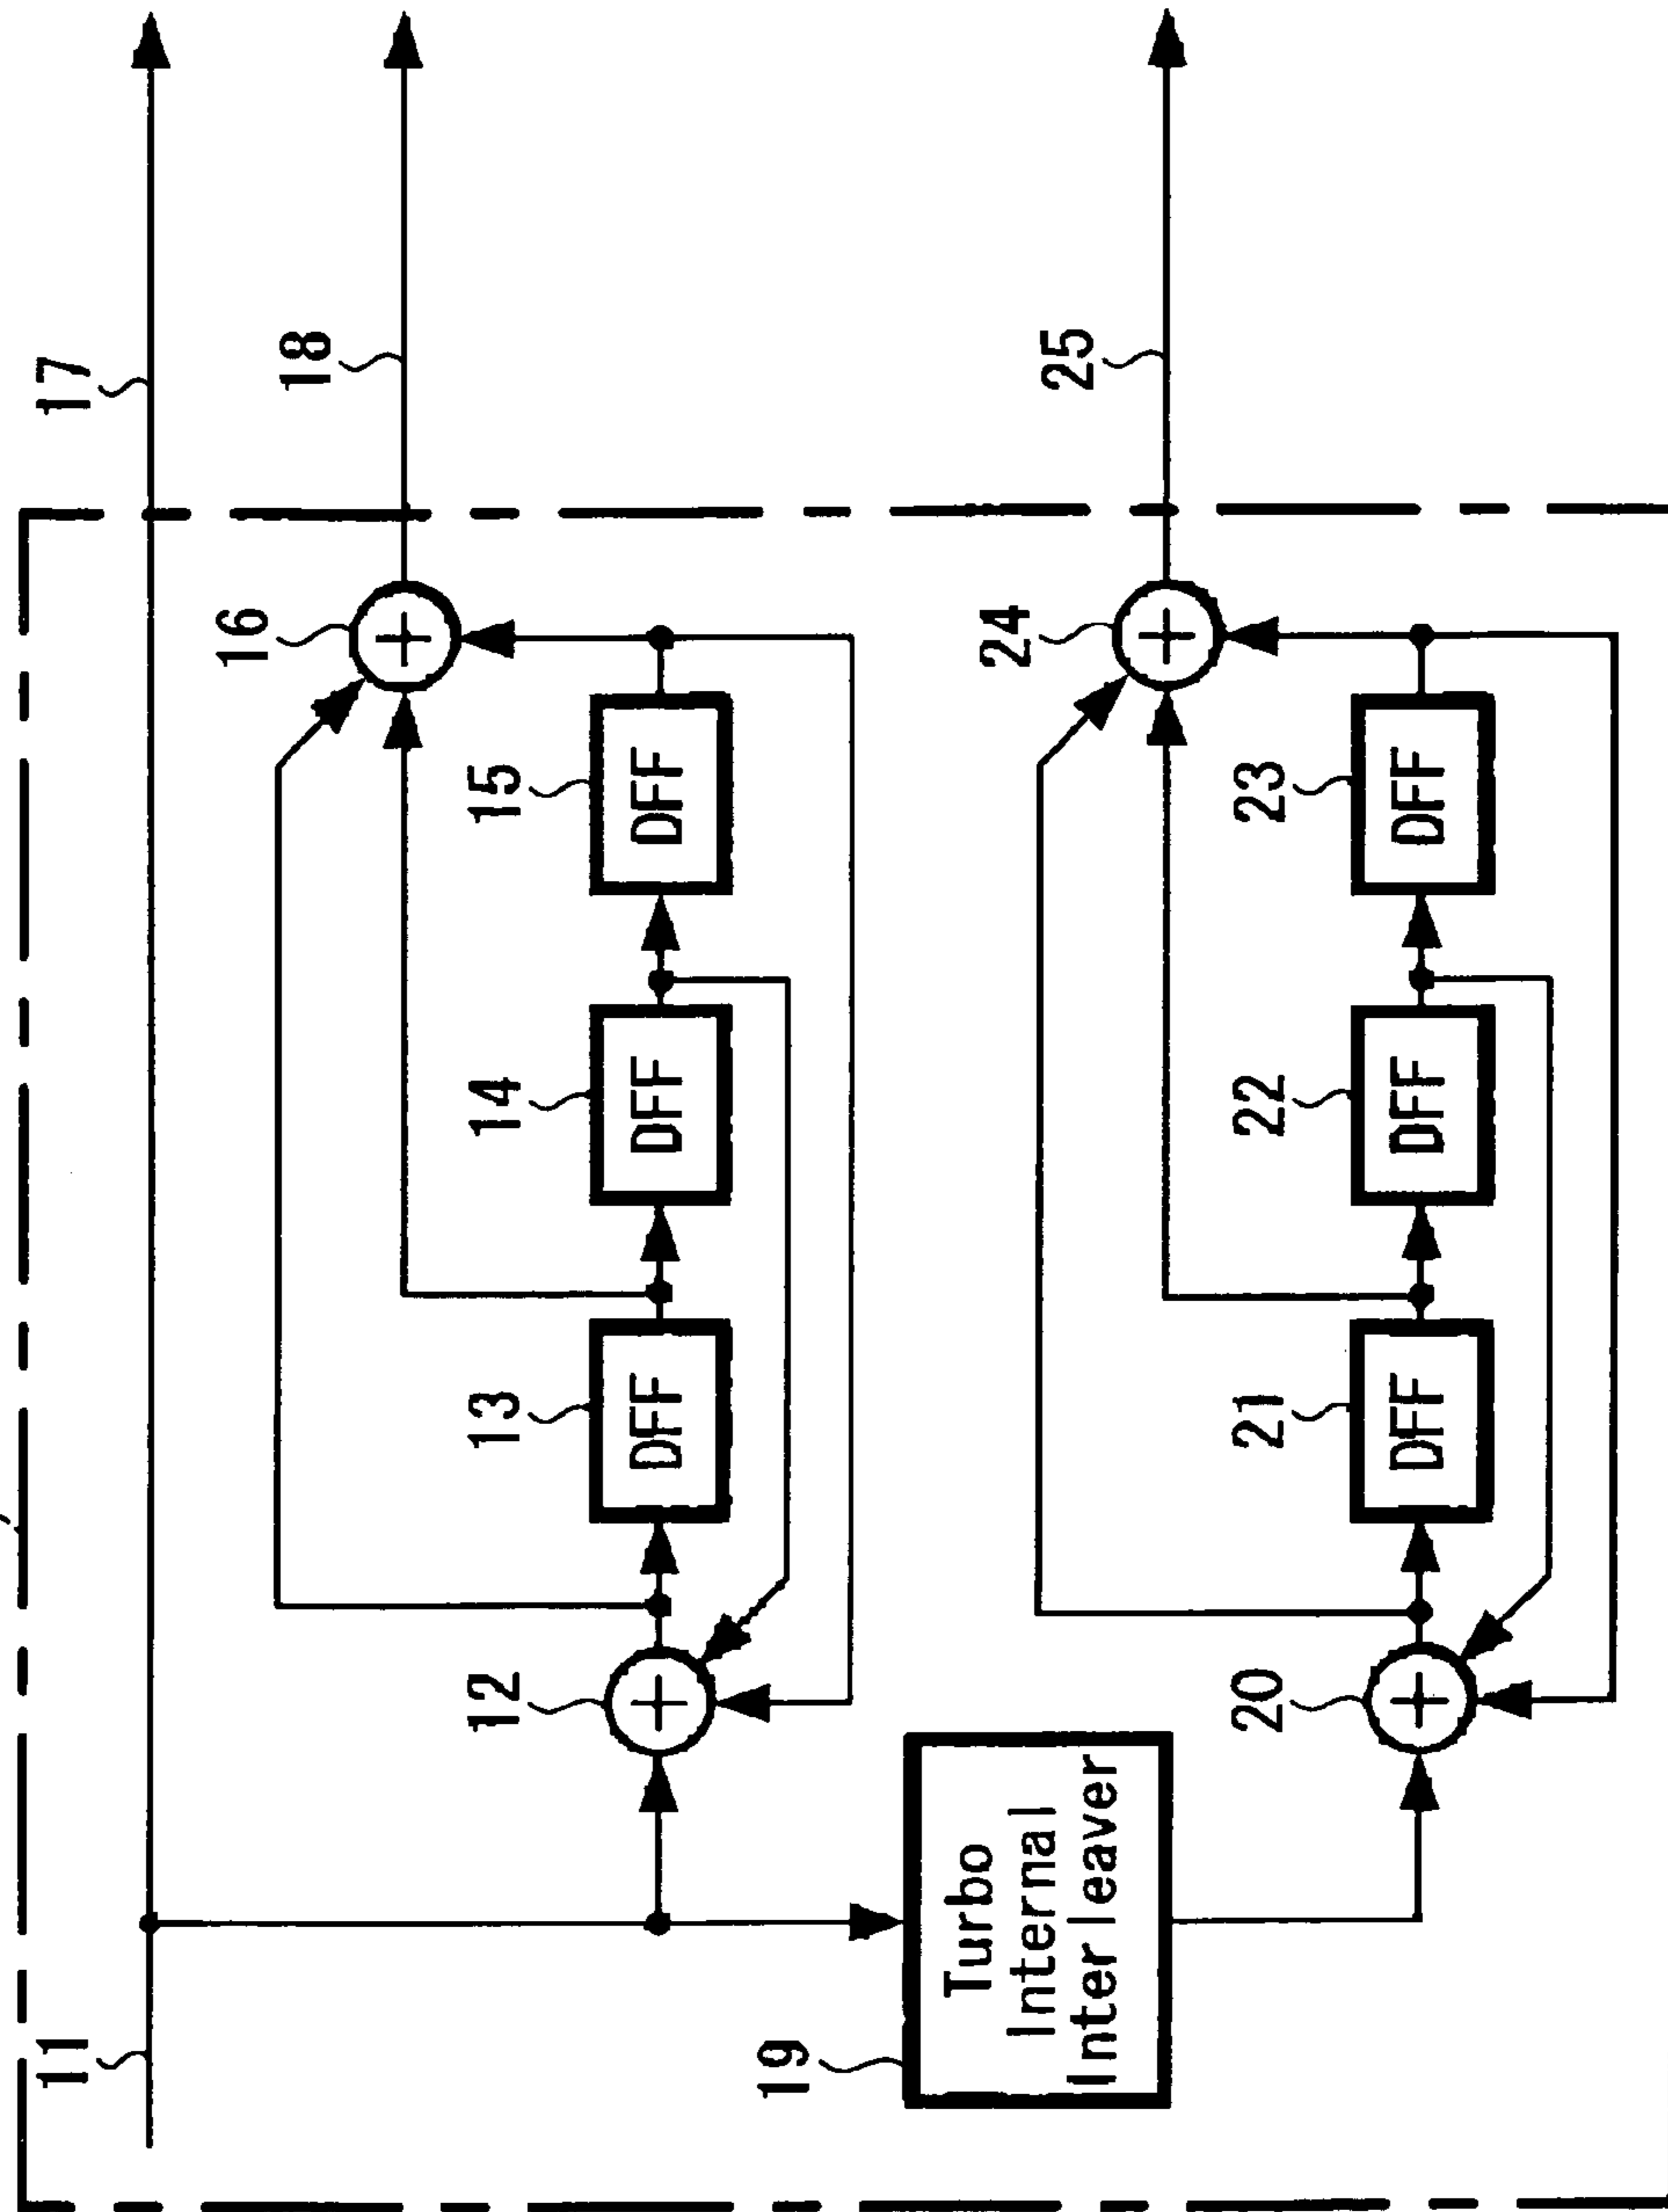 11
17
18
16
12
13
DFF
14
DFF
15
DFF
19
Turbo
Internal
Interleaver
25
24
20
21
DFF
22
DFF
23
DFF